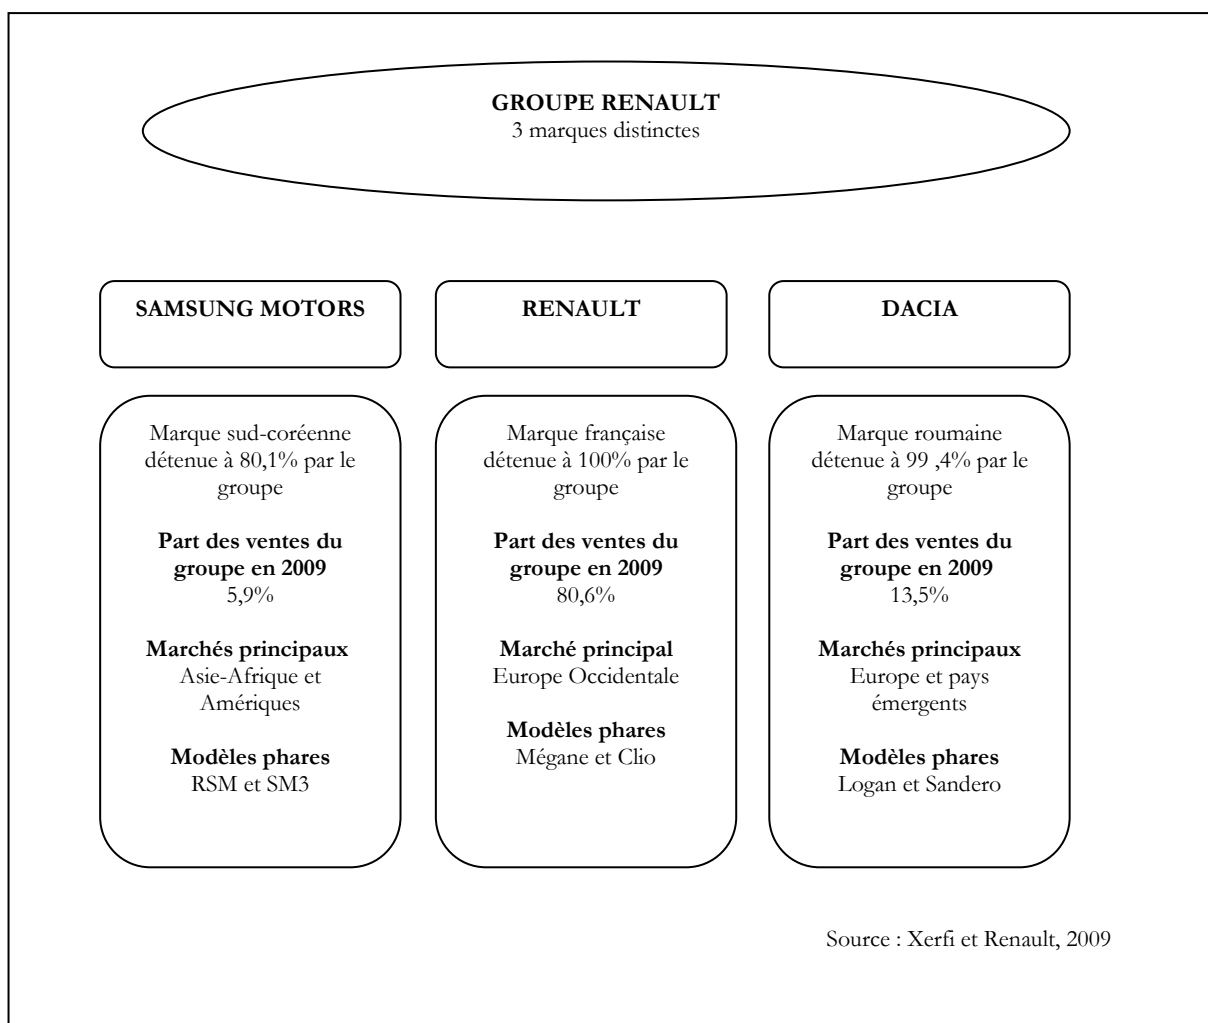 GROUPE RENAULT
3 marques distinctes
SAMSUNG MOTORS
RENAULT
DACIA
Marque sud-coréenne
détenue à 80,1% par le
groupe
Part des ventes du
groupe en 2009
5,9%
Marchés principaux
Asie-Afrique et
Amériques
Modèles phares
RSM et SM3
Marque française
détenue à 100% par le
groupe
Part des ventes du
groupe en 2009
80,6%
Marché principal
Europe Occidentale
Modèles phares
Mégane et Clio
Marque roumaine
détenue à 99 ,4% par le
groupe
Part des ventes du
groupe en 2009
13,5%
Marchés principaux
Europe et pays
émergents
Modèles phares
Logan et Sandero
Source : Xerfi et Renault, 2009